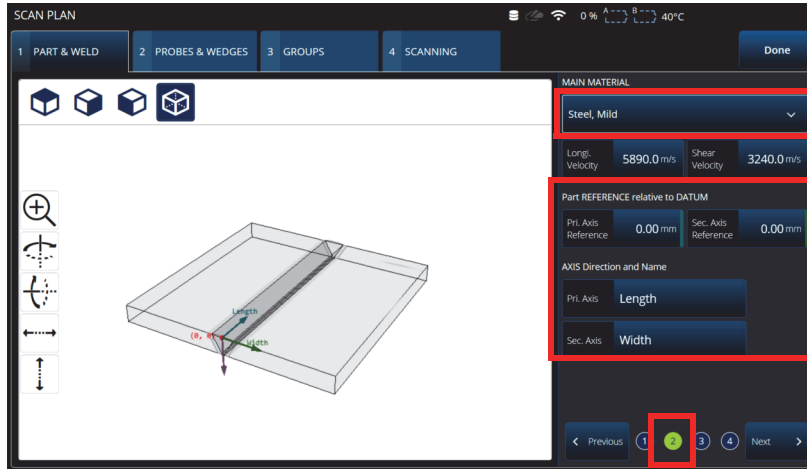 SCAN PLAN
0 % A B 40°C
1 PART & WELD 2 PROBES & WEDGES 3 GROUPS 4 SCANNING Done
MAIN MATERIAL
Steel, Mild
Longi. Velocity 5890.0 m/s Shear Velocity 3240.0 m/s
Part REFERENCE relative to DATUM
Pri. Axis Reference 0.00 mm Sec. Axis Reference 0.00 mm
AXIS Direction and Name
Pri. Axis Length
Sec. Axis Width
Length
(0, 0)
Width
Previous 1 2 3 4 Next